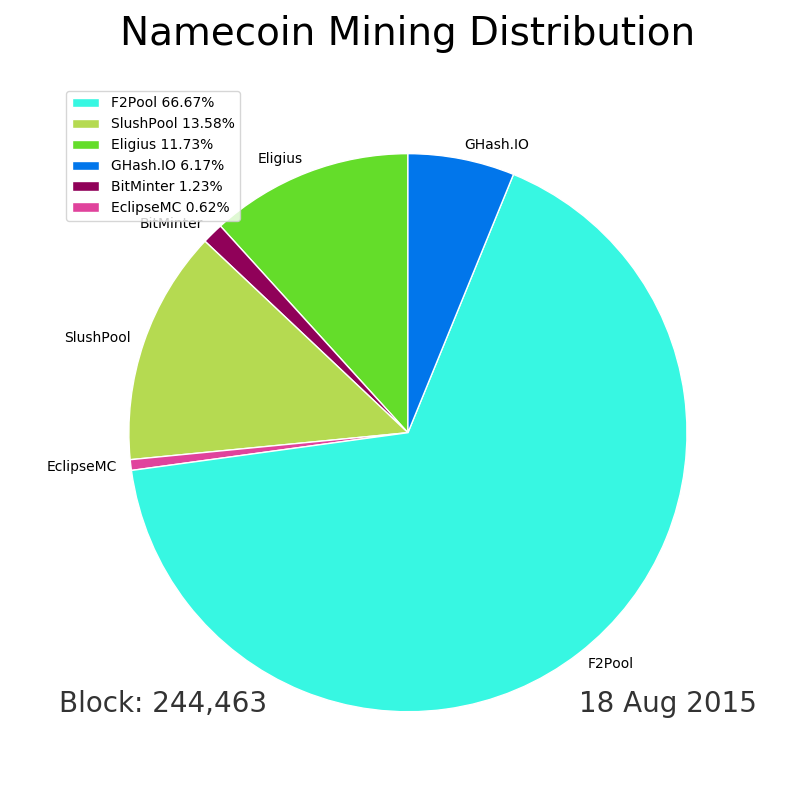 Namecoin Mining Distribution
F2Pool 66.67%
SlushPool 13.58%
Eligius 11.73%
GHash.IO 6.17%
BitMinter 1.23%
EclipseMC 0.62%
GHash.IO
Eligius
BitMinter
SlushPool
EclipseMC
F2Pool
Block: 244,463
18 Aug 2015